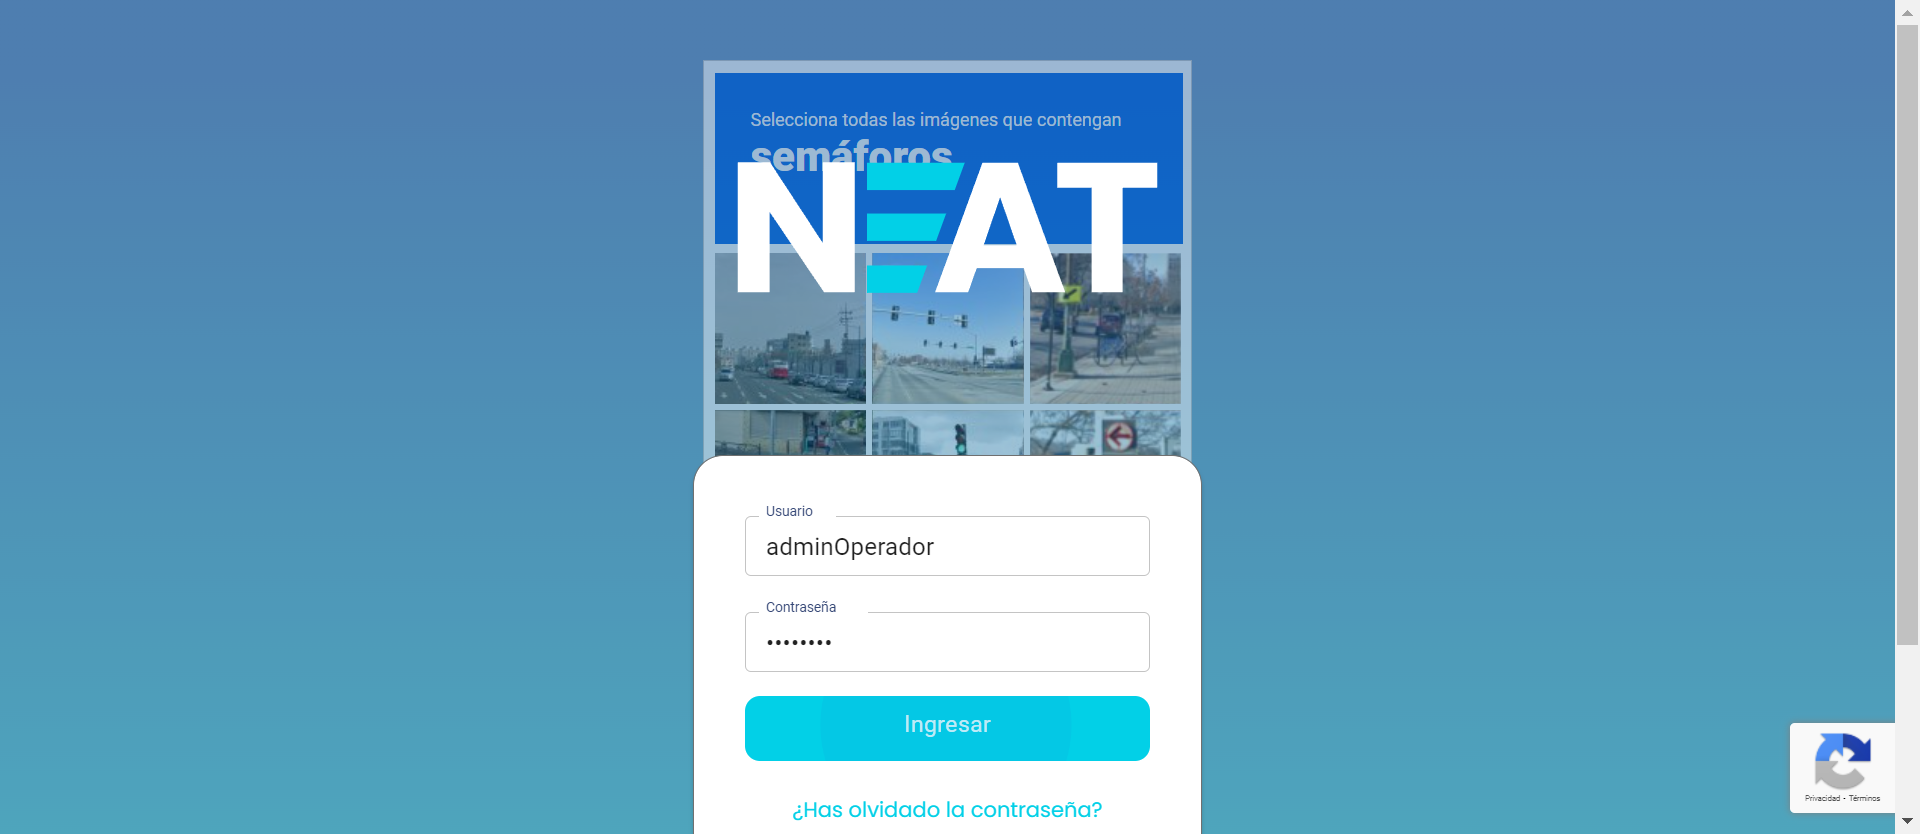 Selecciona todas las imágenes que contengan
semáforos
NEAT
Usuario
adminOperador
Contraseña
••••••••
Ingresar
¿Has olvidado la contraseña?
Privacidad - Términos